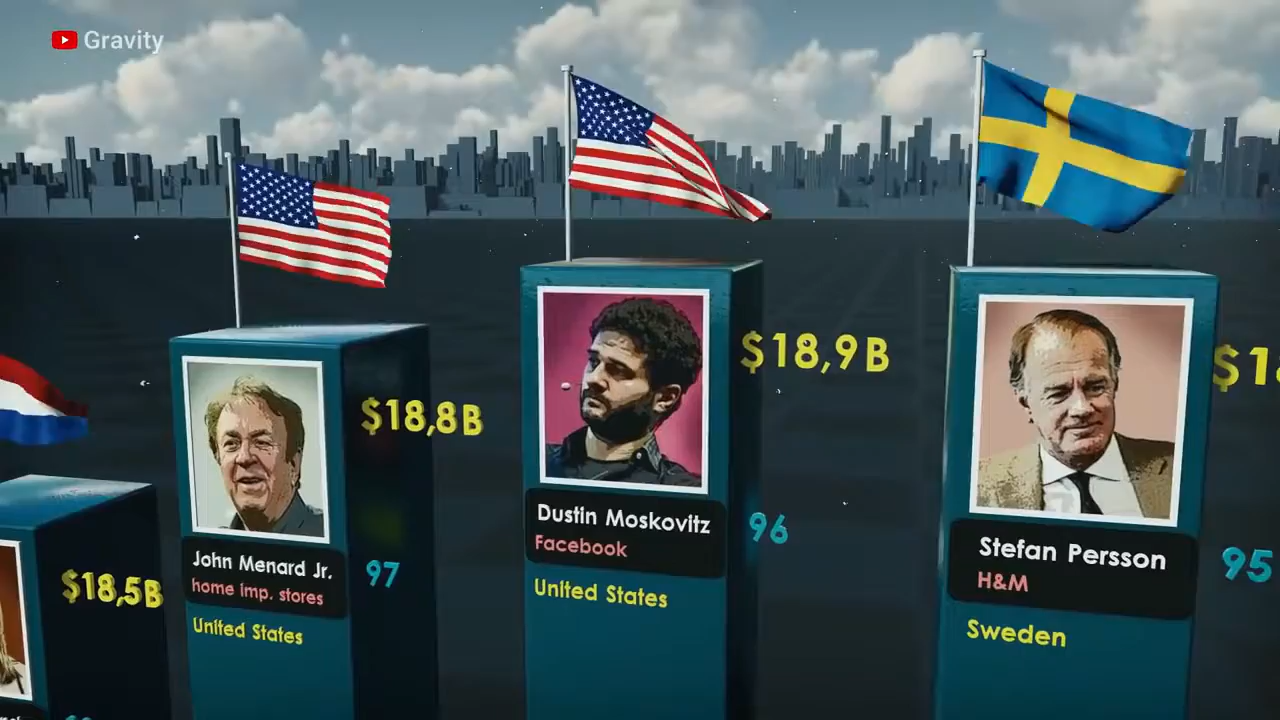 Gravity
$18,5B
John Menard Jr.
home imp. stores
United States
$18,8B
97
Dustin Moskovitz
Facebook
United States
$18,9B
96
Stefan Persson
H&M
Sweden
95